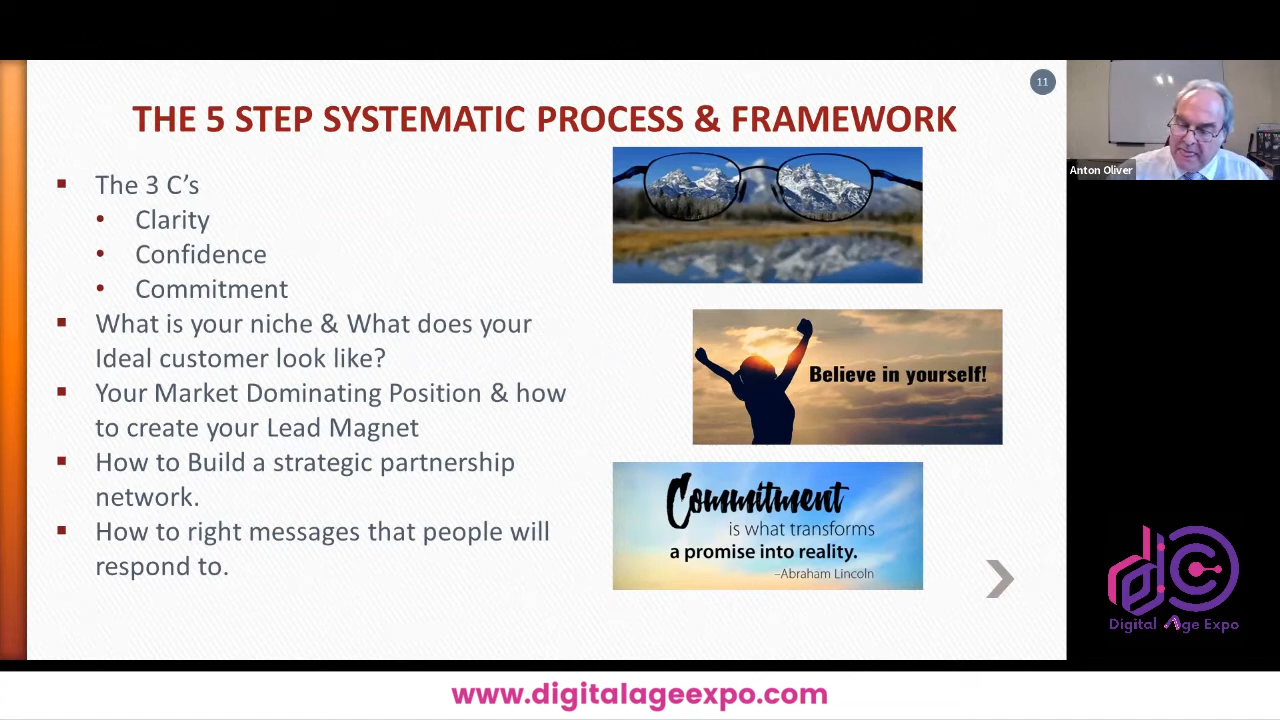 11
THE 5 STEP SYSTEMATIC PROCESS & FRAMEWORK
Anton Oliver
▪ The 3 C’s
• Clarity
• Confidence
• Commitment
▪ What is your niche & What does your
Ideal customer look like?
▪ Your Market Dominating Position & how
to create your Lead Magnet
▪ How to Build a strategic partnership
network.
▪ How to right messages that people will
respond to.
Believe in yourself!
Commitment
is what transforms
a promise into reality.
–Abraham Lincoln
Digital Age Expo
www.digitalageexpo.com